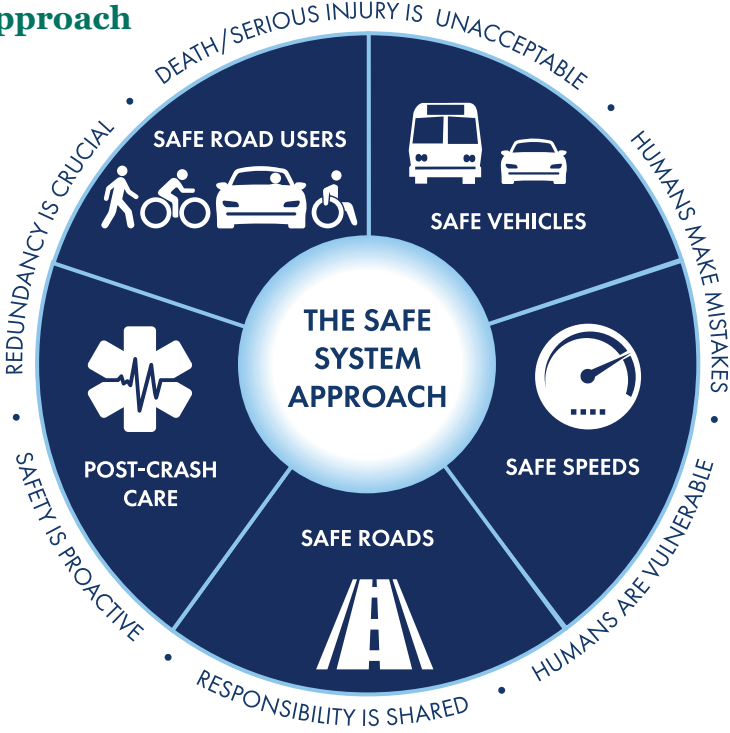 pproach
DEATH/SERIOUS INJURY IS UNACCEPTABLE
HUMANS MAKE MISTAKES
HUMANS ARE VULNERABLE
RESPONSIBILITY IS SHARED
SAFETY IS PROACTIVE
REDUNDANCY IS CRUCIAL
SAFE ROAD USERS
SAFE VEHICLES
THE SAFE
SYSTEM
APPROACH
SAFE SPEEDS
POST-CRASH
CARE
SAFE ROADS